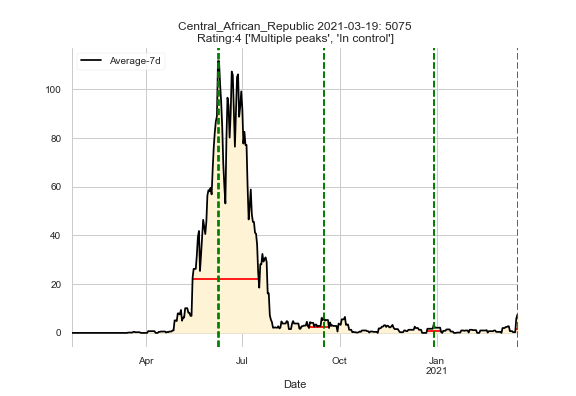 Central_African_Republic 2021-03-19: 5075
Rating:4 ['Multiple peaks', 'In control']
Average-7d
100
80
60
40
20
0
Apr
Jul
Oct
Jan
2021
Date